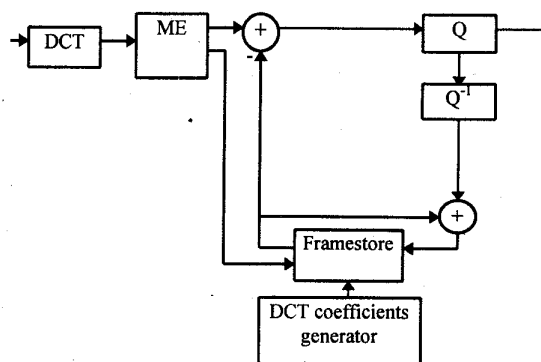 ME
+
Q
DCT
-
Q⁻¹
+
Framestore
DCT coefficients
generator